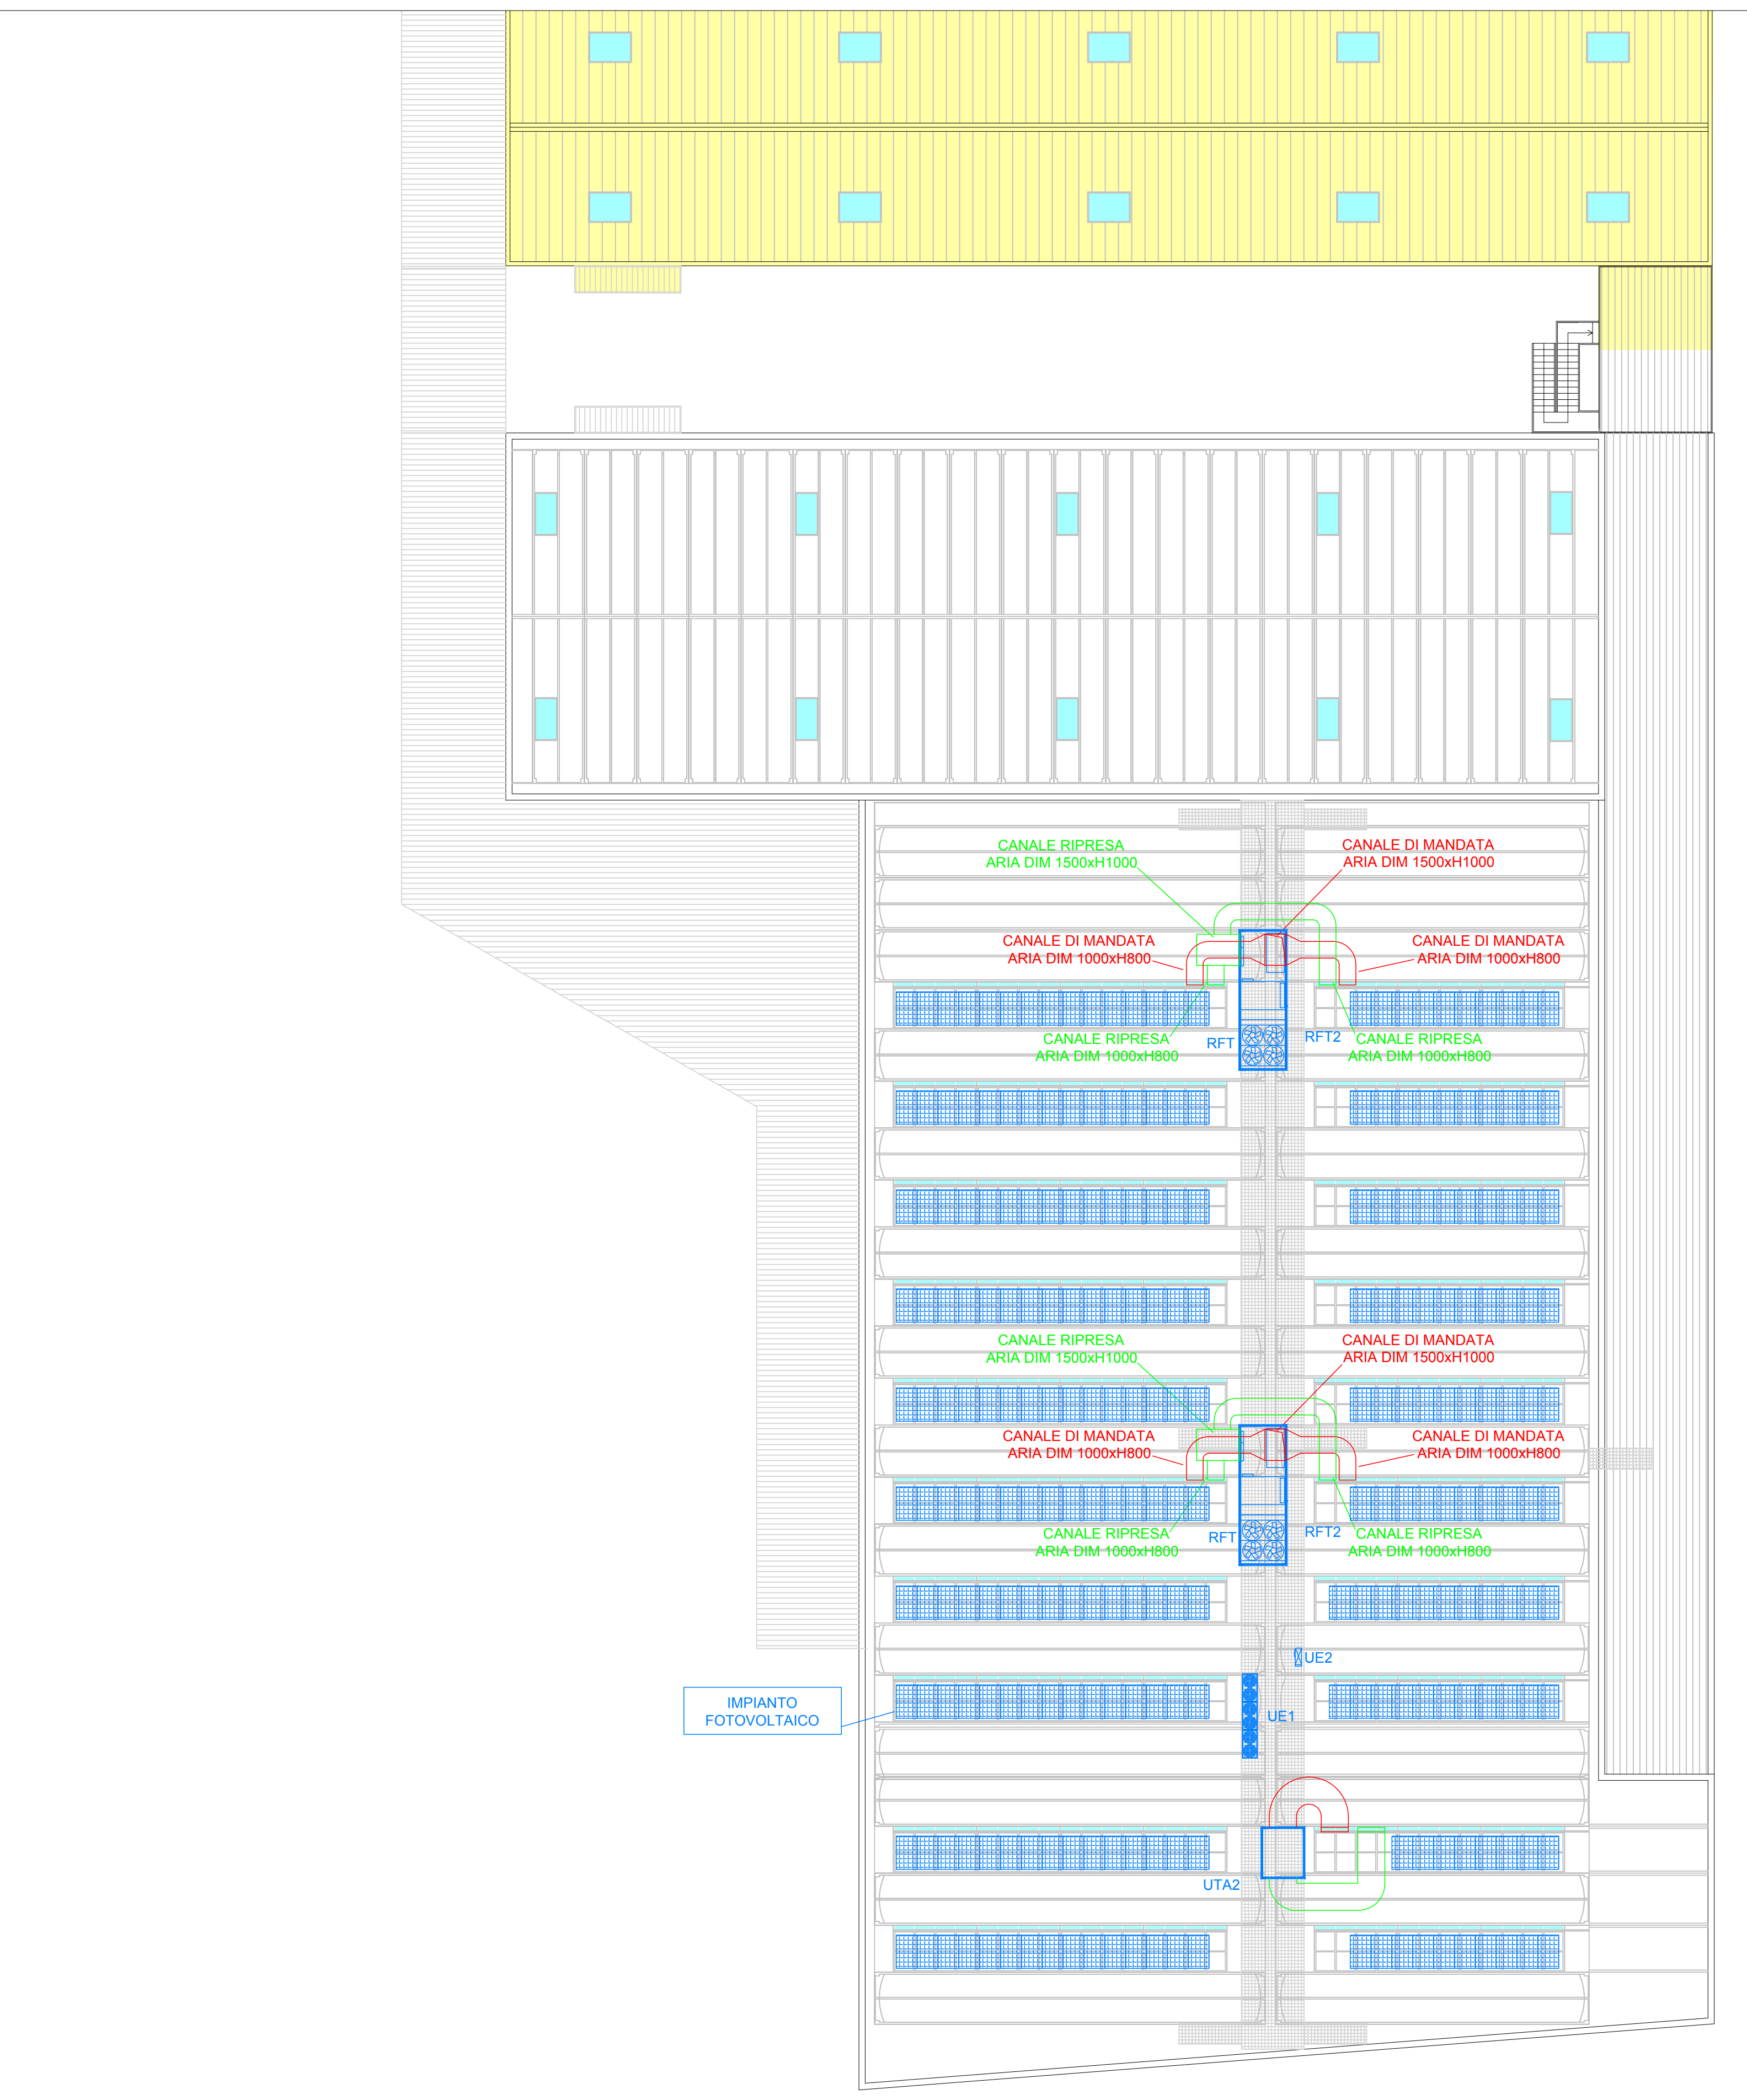 CANALE RIPRESA
ARIA DIM 1500xH1000
CANALE DI MANDATA
ARIA DIM 1500xH1000
CANALE DI MANDATA
ARIA DIM 1000xH800
CANALE DI MANDATA
ARIA DIM 1000xH800
RFT
RFT2
CANALE RIPRESA
ARIA DIM 1000xH800
CANALE RIPRESA
ARIA DIM 1000xH800
CANALE RIPRESA
ARIA DIM 1500xH1000
CANALE DI MANDATA
ARIA DIM 1500xH1000
CANALE DI MANDATA
ARIA DIM 1000xH800
CANALE DI MANDATA
ARIA DIM 1000xH800
RFT
RFT2
CANALE RIPRESA
ARIA DIM 1000xH800
CANALE RIPRESA
ARIA DIM 1000xH800
UE2
IMPIANTO
FOTOVOLTAICO
UE1
UTA2